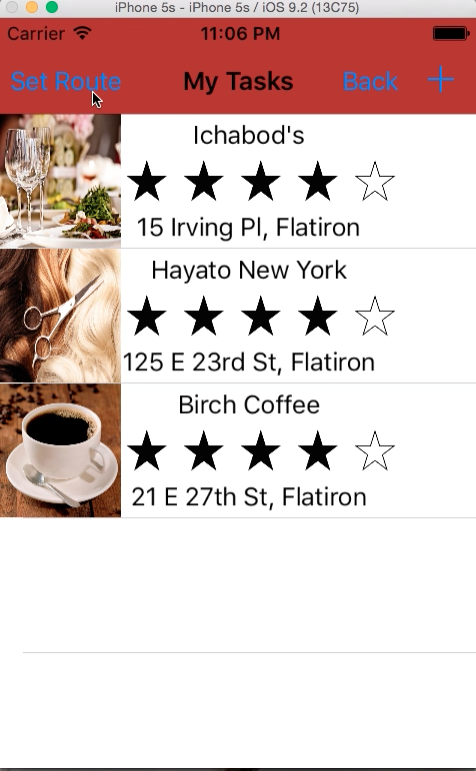 iPhone 5s - iPhone 5s / iOS 9.2 (13C75)
Carrier 11:06 PM
Set Route My Tasks Back +
Ichabod's
15 Irving Pl, Flatiron
Hayato New York
125 E 23rd St, Flatiron
Birch Coffee
21 E 27th St, Flatiron